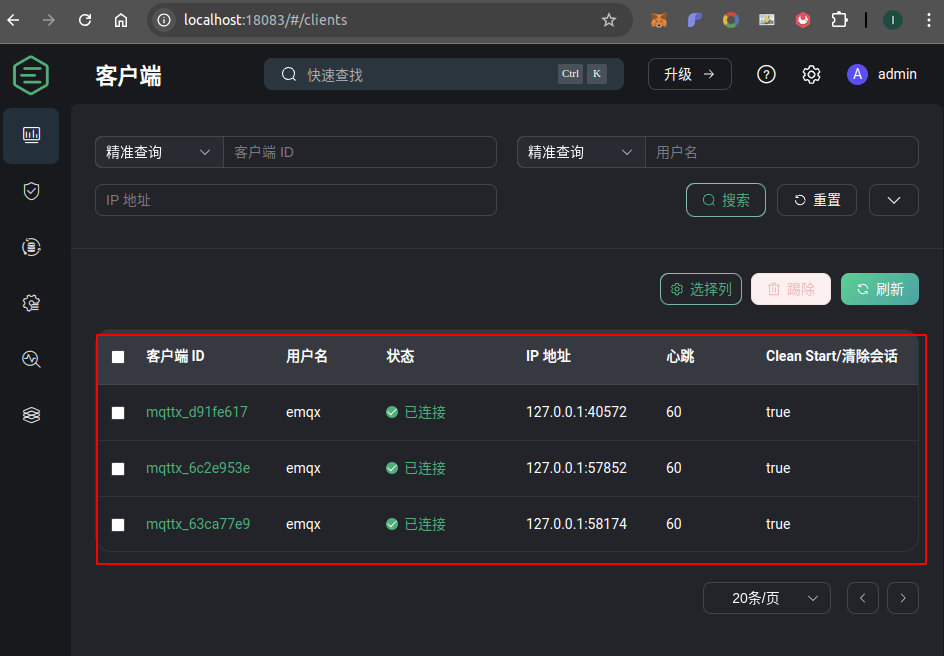 localhost:18083/#/clients
I
客户端
快速查找
Ctrl K
升级
A admin
精准查询 客户端 ID
精准查询 用户名
IP 地址
搜索
重置
选择列
踢除
刷新
客户端 ID 用户名 状态 IP 地址 心跳 Clean Start/清除会话
mqttx_d91fe617 emqx 已连接 127.0.0.1:40572 60 true
mqttx_6c2e953e emqx 已连接 127.0.0.1:57852 60 true
mqttx_63ca77e9 emqx 已连接 127.0.0.1:58174 60 true
20条/页